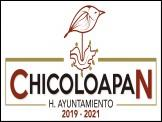 CHICOLOAPAN
H. AYUNTAMIENTO
2019 - 2021